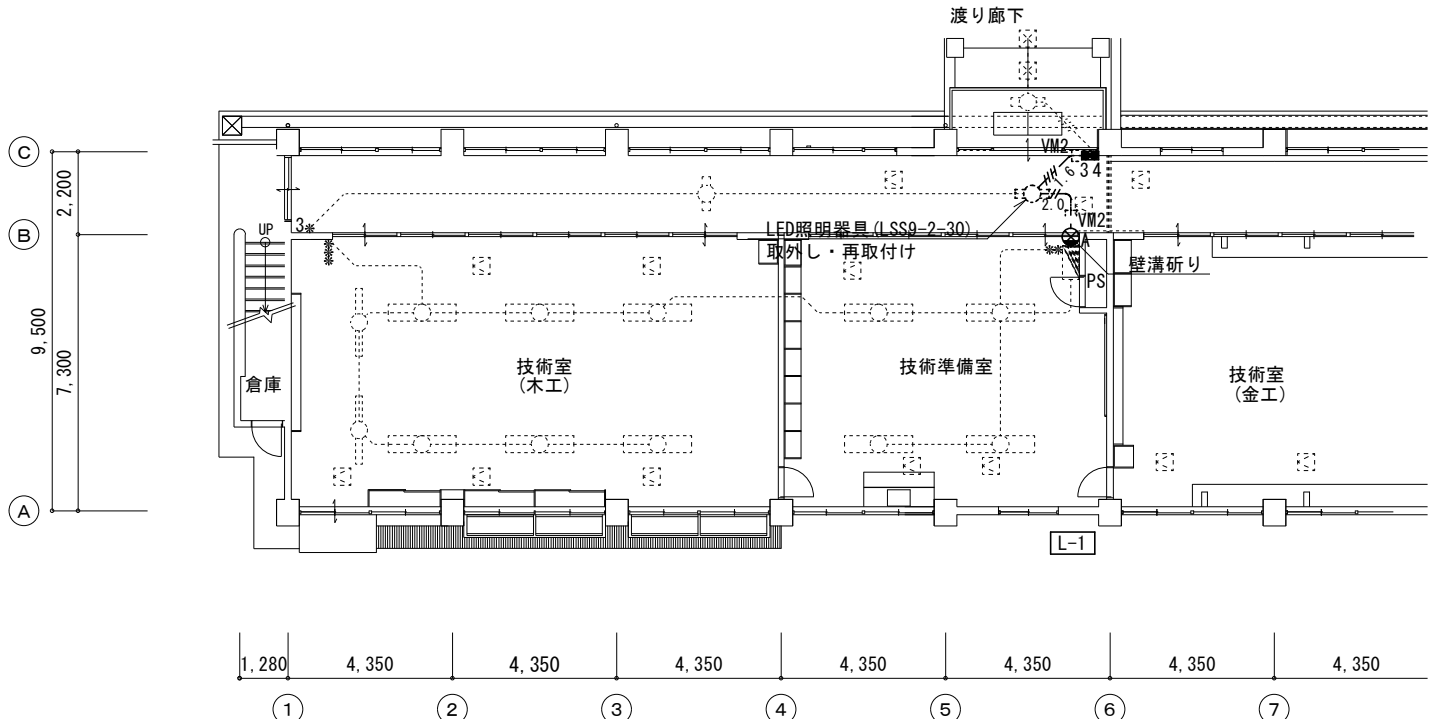 渡り廊下
C
VM2
34
1.6
2,200
2.0
B
UP
3
VM2
LED照明器具(LSS9-2-30)
取外し・再取付け
A
壁溝斫り
PS
9,500
7,300
技術室
(木工)
技術準備室
技術室
(金工)
倉庫
A
L-1
1,280
4,350
4,350
4,350
4,350
4,350
4,350
4,350
1
2
3
4
5
6
7